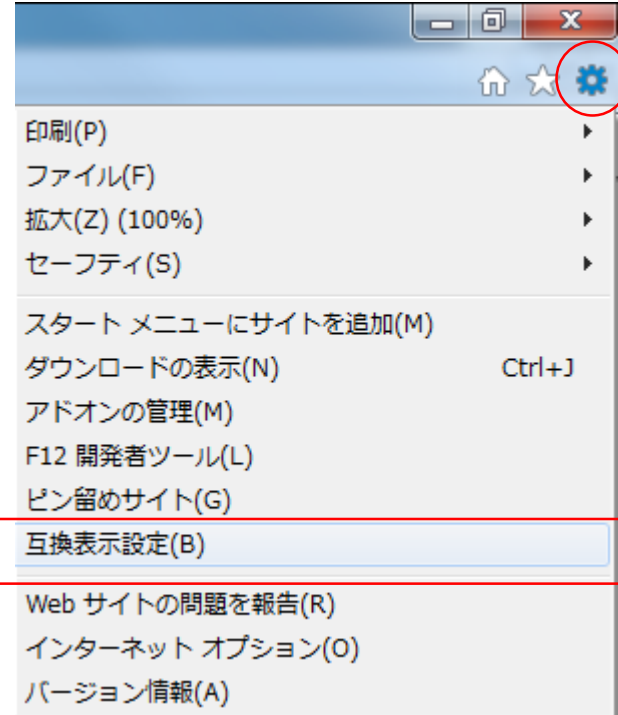 印刷(P)
ファイル(F)
拡大(Z) (100%)
セーフティ(S)
スタート メニューにサイトを追加(M)
ダウンロードの表示(N) Ctrl+J
アドオンの管理(M)
F12 開発者ツール(L)
ピン留めサイト(G)
互換表示設定(B)
Web サイトの問題を報告(R)
インターネット オプション(O)
バージョン情報(A)